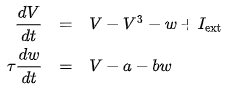 dV/dt = V − V³ − w + I_ext
τ dw/dt = V − a − bw